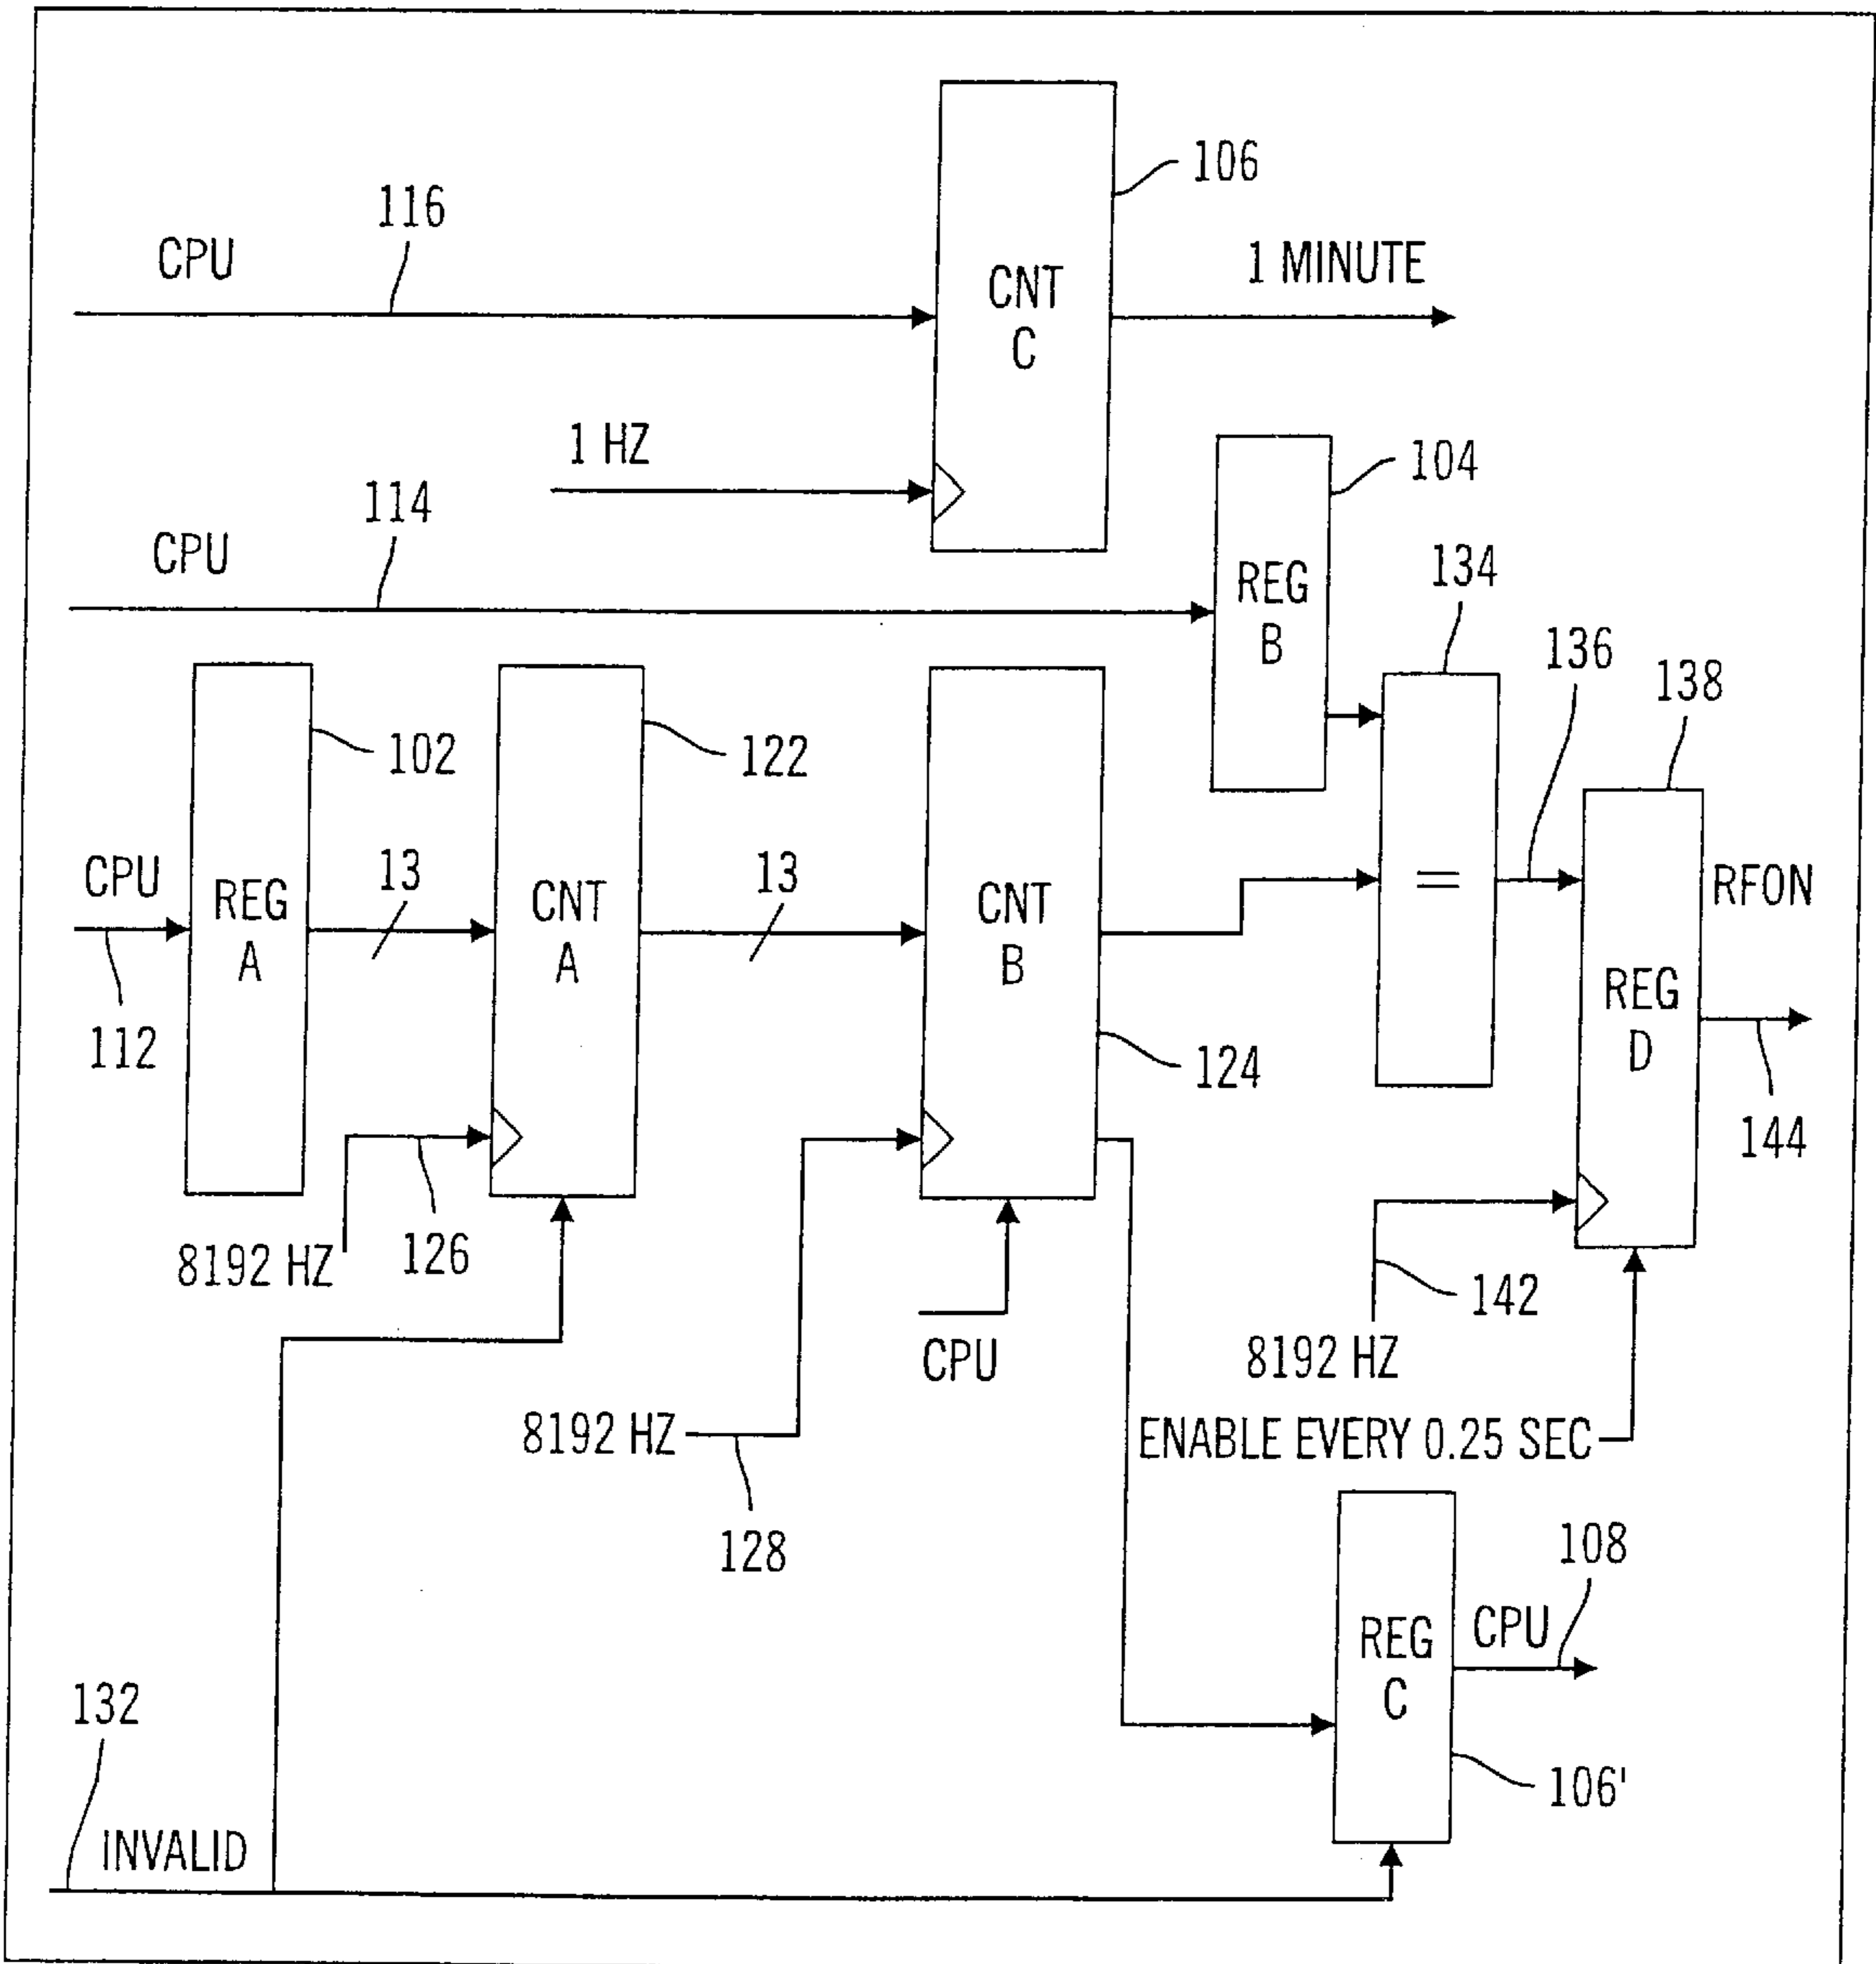 106
116
CPU
CNT
C
1 MINUTE
1 HZ
104
114
CPU
REG
B
134
136
138
102
122
CPU
REG
A
13
CNT
A
13
CNT
B
=
RFON
REG
D
112
124
144
8192 HZ
126
142
CPU
8192 HZ
8192 HZ
ENABLE EVERY 0.25 SEC
128
108
REG
C
CPU
132
106'
INVALID